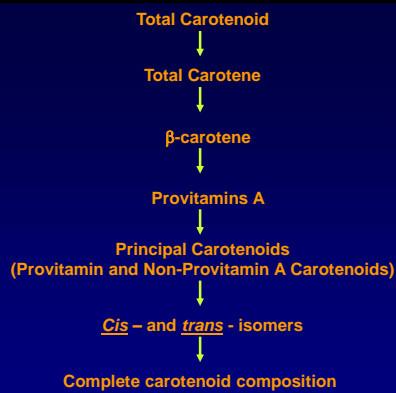 Total Carotenoid
Total Carotene
β-carotene
Provitamins A
Principal Carotenoids
(Provitamin and Non-Provitamin A Carotenoids)
Cis – and trans - isomers
Complete carotenoid composition